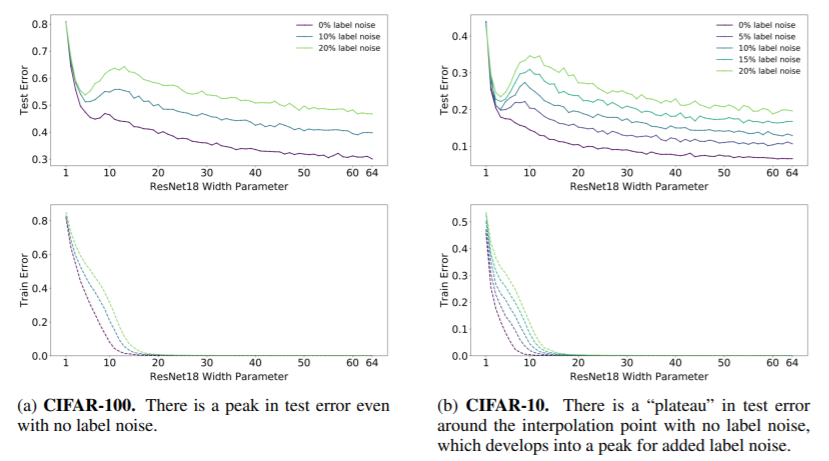 0% label noise
10% label noise
20% label noise
Test Error
0.8
0.7
0.6
0.5
0.4
0.3
1 10 20 30 40 50 60 64
ResNet18 Width Parameter
0% label noise
5% label noise
10% label noise
15% label noise
20% label noise
Test Error
0.4
0.3
0.2
0.1
1 10 20 30 40 50 60 64
ResNet18 Width Parameter
Train Error
0.8
0.6
0.4
0.2
0.0
1 10 20 30 40 50 60 64
ResNet18 Width Parameter
Train Error
0.5
0.4
0.3
0.2
0.1
0.0
1 10 20 30 40 50 60 64
ResNet18 Width Parameter
(a) CIFAR-100. There is a peak in test error even
with no label noise.
(b) CIFAR-10. There is a “plateau” in test error
around the interpolation point with no label noise,
which develops into a peak for added label noise.